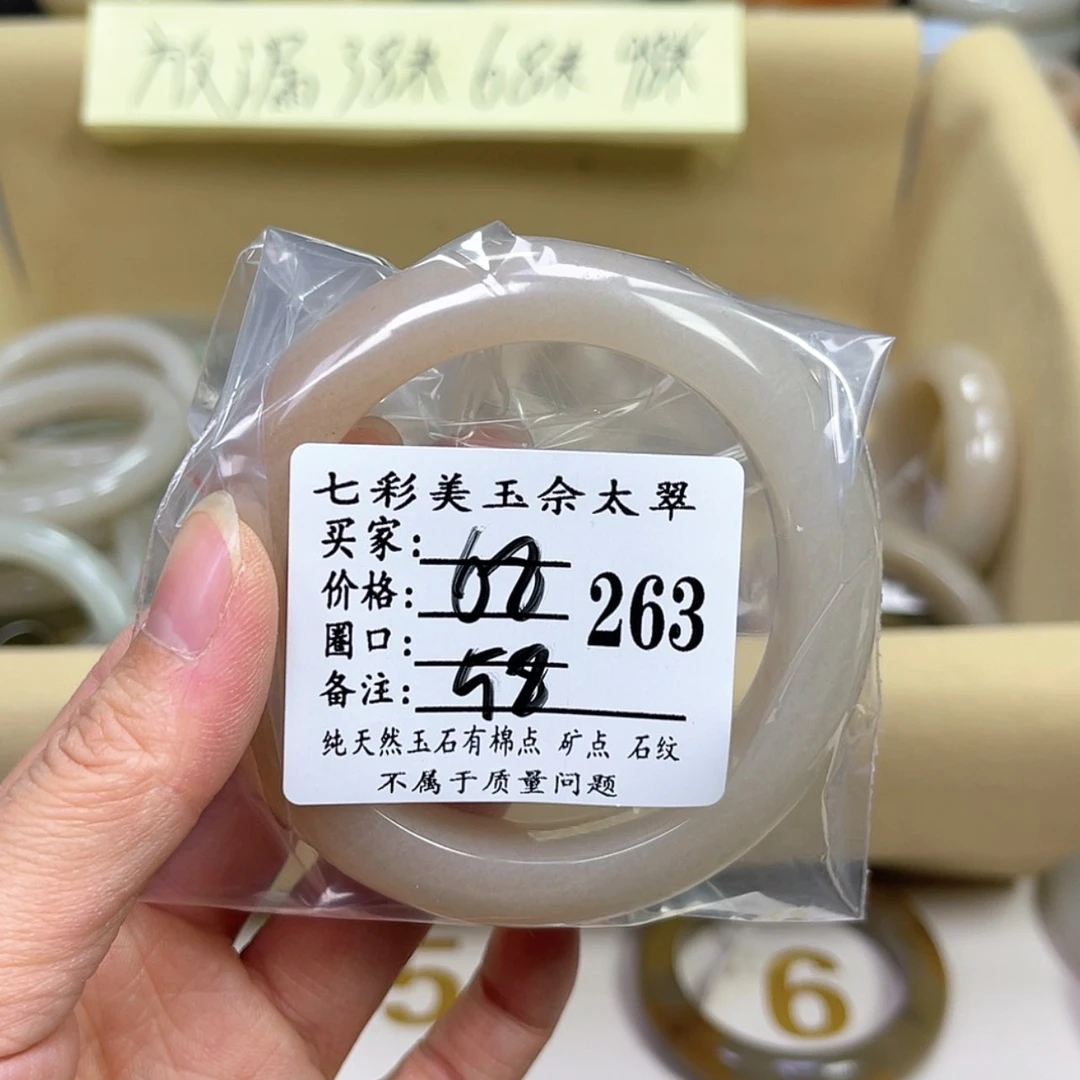 放漏 38米 68米 98米
七彩美玉佘太翠
买家：
价格： 68
圈口：
备注： 58
263
纯天然玉石有棉点 矿点 石纹
不属于质量问题
5
6